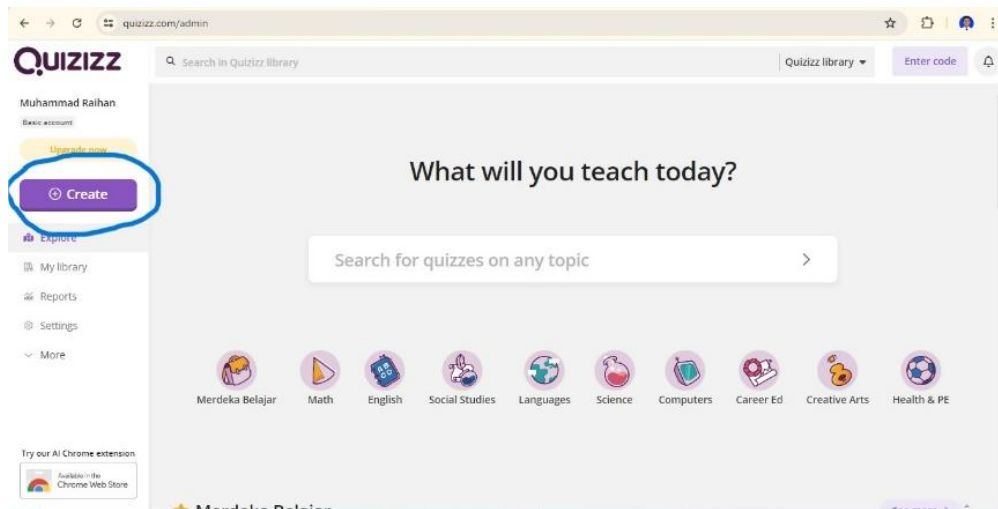 quizizz.com/admin
QUIZIZZ
Search in Quizizz library
Quizizz library
Enter code
Muhammad Raihan
Basic account
Upgrade now
Create
Explore
My library
Reports
Settings
More
What will you teach today?
Search for quizzes on any topic
Merdeka Belajar
Math
English
Social Studies
Languages
Science
Computers
Career Ed
Creative Arts
Health & PE
Try our AI Chrome extension
Available in the
Chrome Web Store
Merdeka Belajar